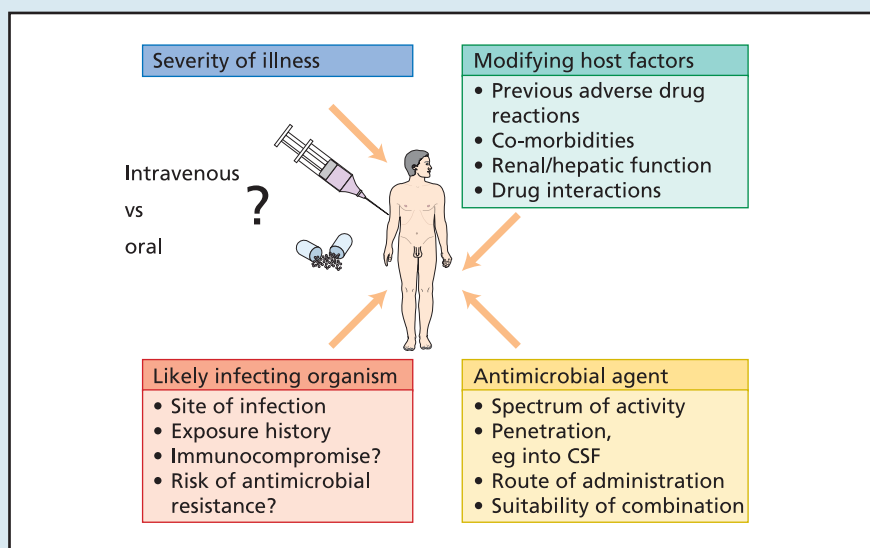 Severity of illness
Modifying host factors
• Previous adverse drug
reactions
• Co-morbidities
• Renal/hepatic function
• Drug interactions
Intravenous
vs
oral
?
Likely infecting organism
• Site of infection
• Exposure history
• Immunocompromise?
• Risk of antimicrobial
resistance?
Antimicrobial agent
• Spectrum of activity
• Penetration,
eg into CSF
• Route of administration
• Suitability of combination